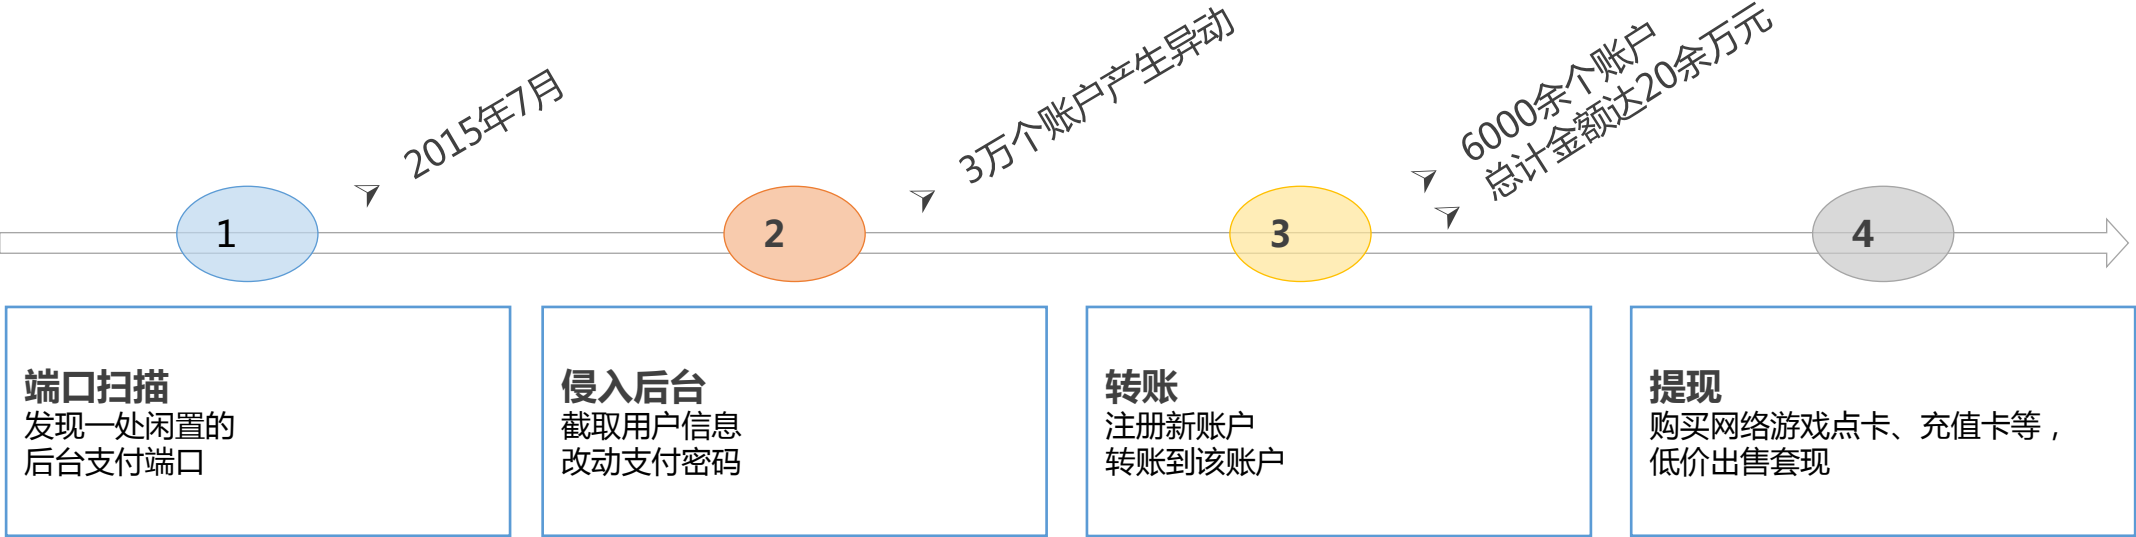 2015年7月
3万个账户产生异动
6000余个账户
总计金额达20余万元
1
2
3
4
端口扫描
发现一处闲置的
后台支付端口
侵入后台
截取用户信息
改动支付密码
转账
注册新账户
转账到该账户
提现
购买网络游戏点卡、充值卡等，
低价出售套现